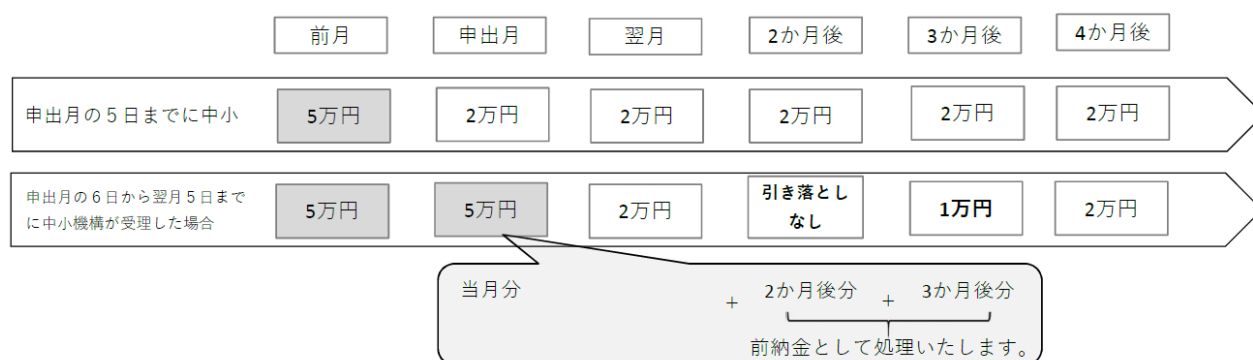 前月 申出月 翌月 2か月後 3か月後 4か月後
申出月の５日までに中小 5万円 2万円 2万円 2万円 2万円 2万円
申出月の６日から翌月５日まで
に中小機構が受理した場合
5万円 5万円 2万円 引き落とし
なし
1万円 2万円
当月分 + 2か月後分 + 3か月後分
前納金として処理いたします。